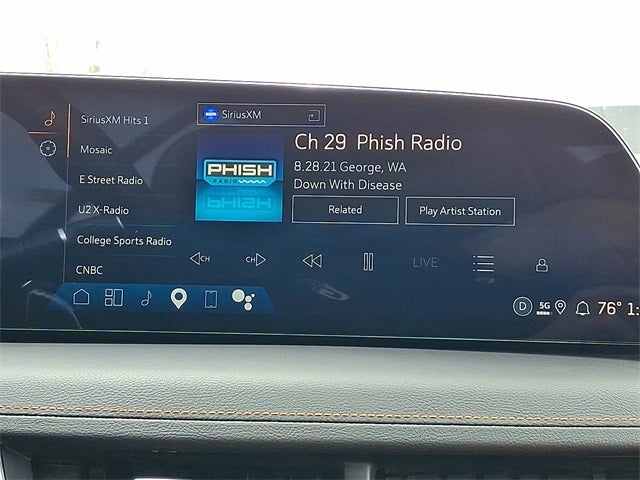 SiriusXM Hits 1
Mosaic
E Street Radio
U2 X-Radio
College Sports Radio
CNBC
SiriusXM
PHISH
RADIO
Ch 29 Phish Radio
8.28.21 George, WA
Down With Disease
Related
Play Artist Station
CH
CH
LIVE
D
5G
76°